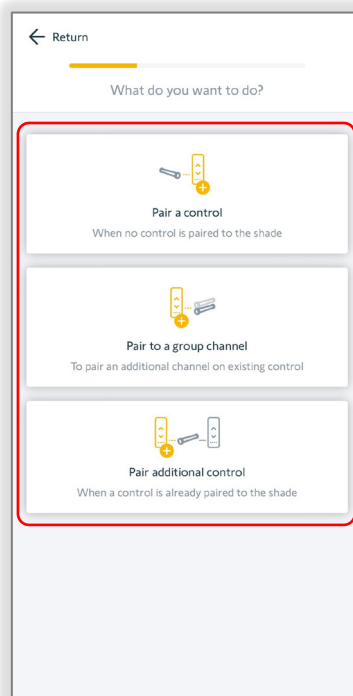 Return
What do you want to do?
Pair a control
When no control is paired to the shade
Pair to a group channel
To pair an additional channel on existing control
Pair additional control
When a control is already paired to the shade